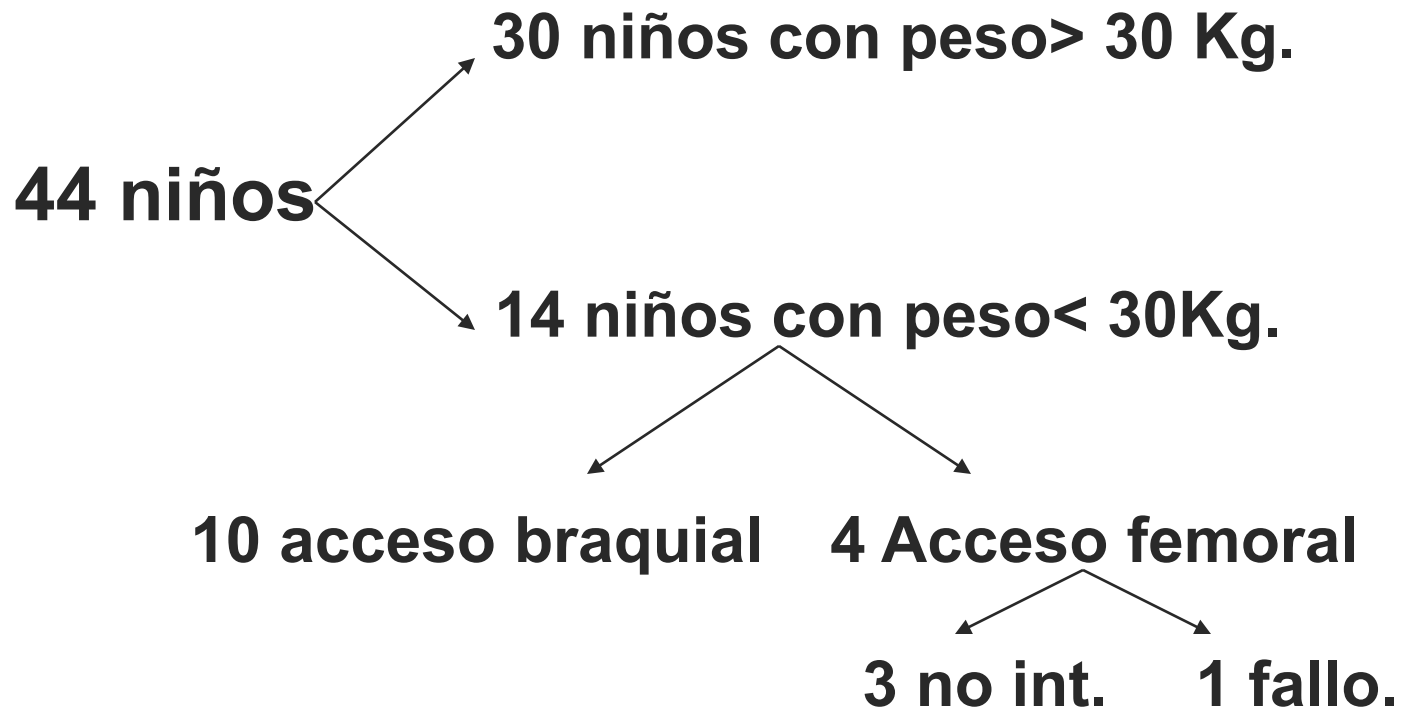 30 niños con peso> 30 Kg.
44 niños
14 niños con peso< 30Kg.
10 acceso braquial
4 Acceso femoral
3 no int.
1 fallo.